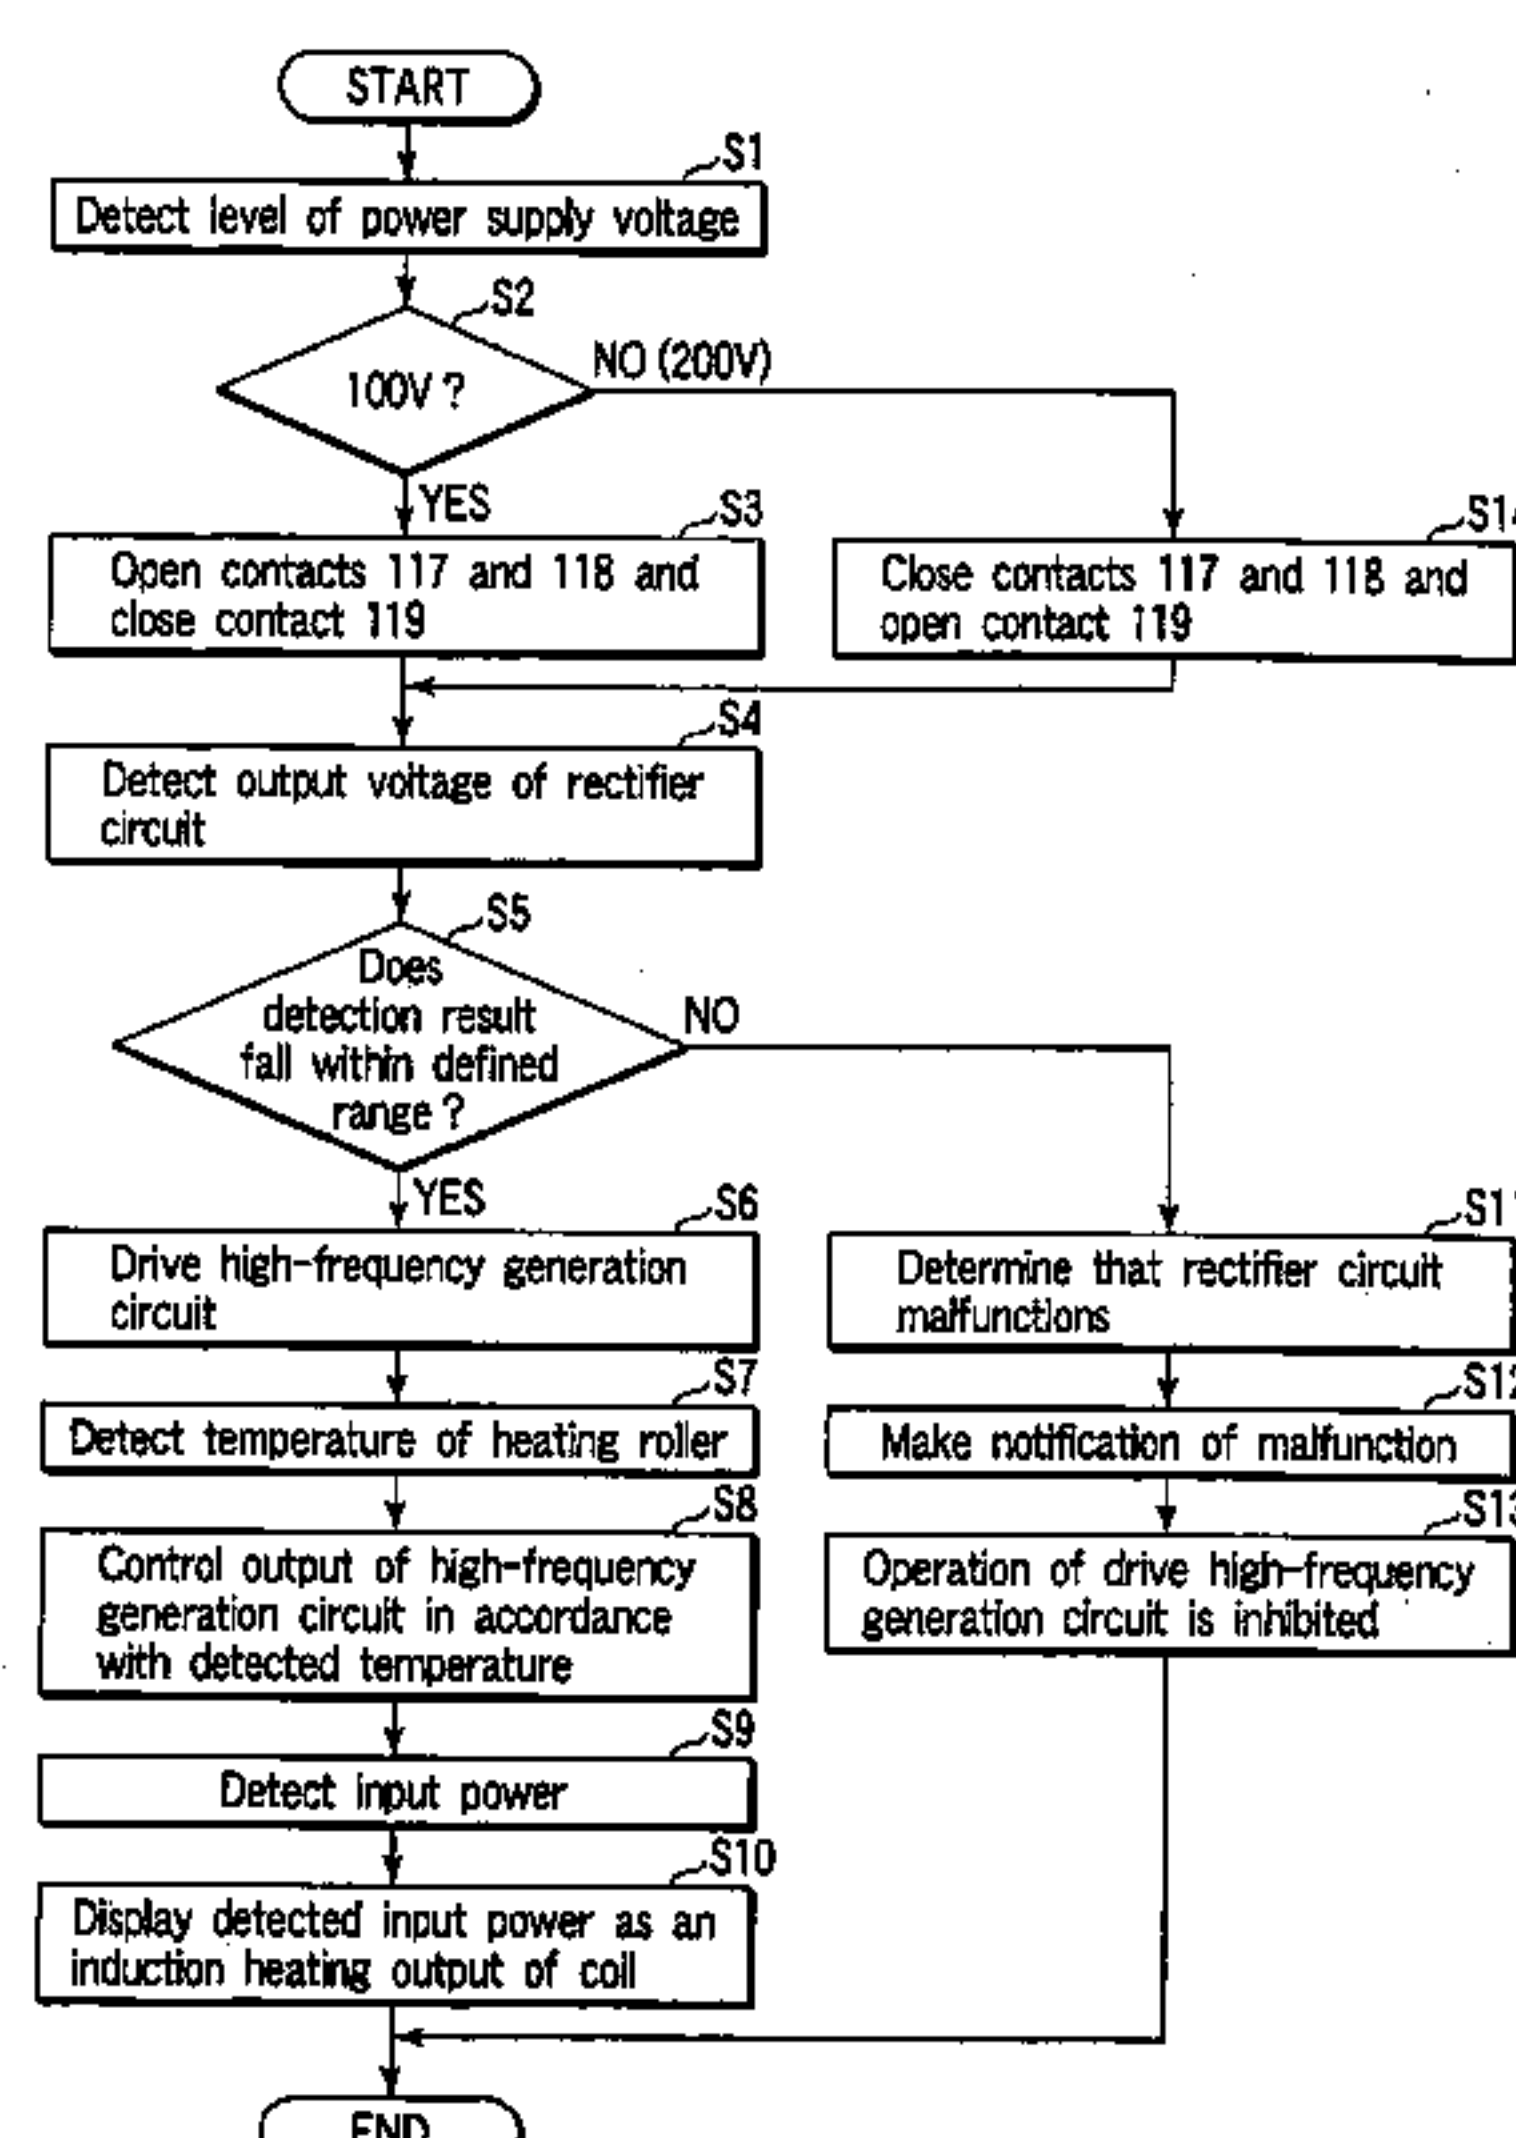 START
S1
Detect level of power supply voltage
S2
100V ?
NO (200V)
YES
S3
Open contacts 117 and 118 and
close contact 119
S14
Close contacts 117 and 118 and
open contact 119
S4
Detect output voltage of rectifier
circuit
S5
Does
detection result
fall within defined
range ?
NO
YES
S6
Drive high-frequency generation
circuit
S11
Determine that rectifier circuit
malfunctions
S7
Detect temperature of heating roller
S12
Make notification of malfunction
S8
Control output of high-frequency
generation circuit in accordance
with detected temperature
S13
Operation of drive high-frequency
generation circuit is inhibited
S9
Detect input power
S10
Display detected input power as an
induction heating output of coil
END